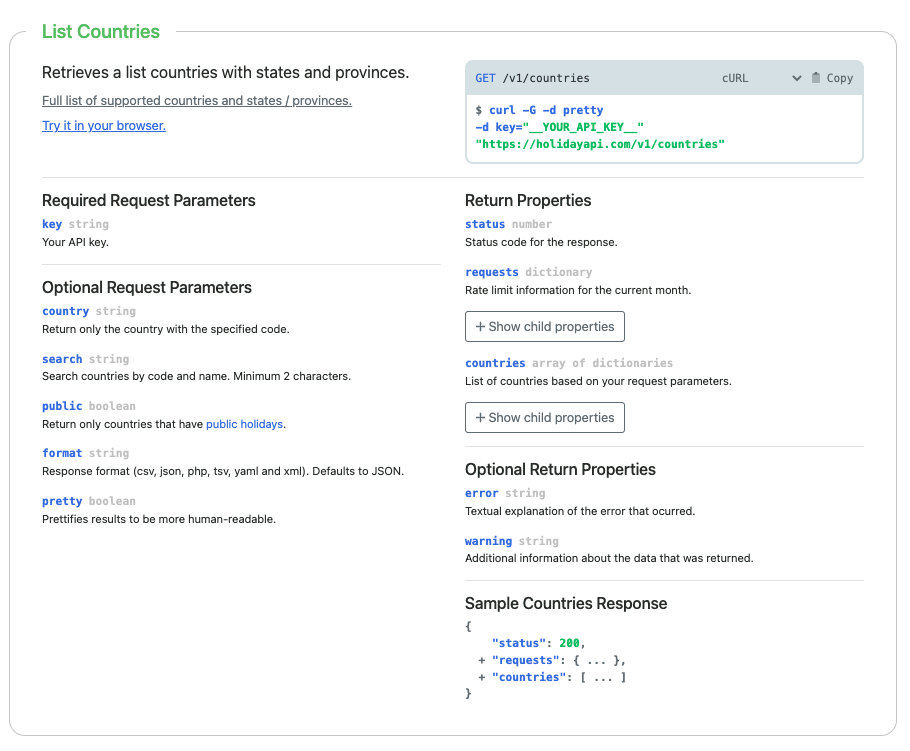 List Countries
Retrieves a list countries with states and provinces.
Full list of supported countries and states / provinces.
Try it in your browser.
GET /v1/countries
cURL
Copy
$ curl -G -d pretty
-d key="__YOUR_API_KEY__"
"https://holidayapi.com/v1/countries"
Required Request Parameters
key string
Your API key.
Optional Request Parameters
country string
Return only the country with the specified code.
search string
Search countries by code and name. Minimum 2 characters.
public boolean
Return only countries that have public holidays.
format string
Response format (csv, json, php, tsv, yaml and xml). Defaults to JSON.
pretty boolean
Prettifies results to be more human-readable.
Return Properties
status number
Status code for the response.
requests dictionary
Rate limit information for the current month.
+ Show child properties
countries array of dictionaries
List of countries based on your request parameters.
+ Show child properties
Optional Return Properties
error string
Textual explanation of the error that ocurred.
warning string
Additional information about the data that was returned.
Sample Countries Response
{
"status": 200,
+ "requests": { ... },
+ "countries": [ ... ]
}